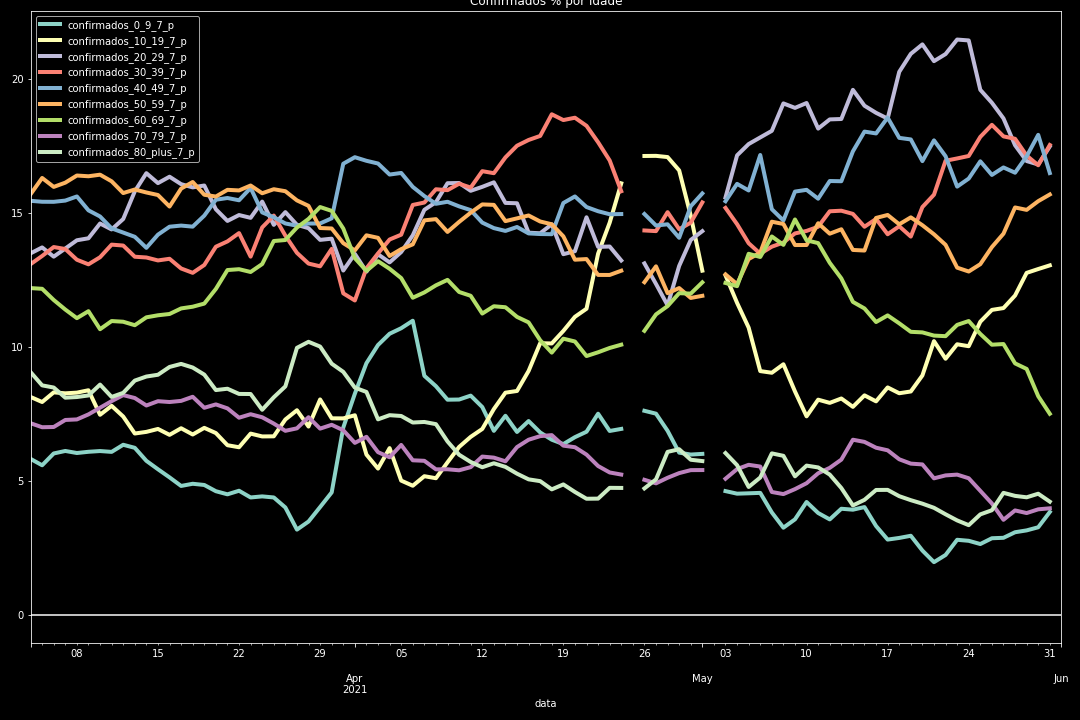 Confirmados % por idade
confirmados_0_9_7_p
confirmados_10_19_7_p
confirmados_20_29_7_p
confirmados_30_39_7_p
confirmados_40_49_7_p
confirmados_50_59_7_p
confirmados_60_69_7_p
confirmados_70_79_7_p
confirmados_80_plus_7_p
20
15
10
5
0
08 15 22 29 05 12 19 26 03 10 17 24 31
Apr May Jun
2021
data